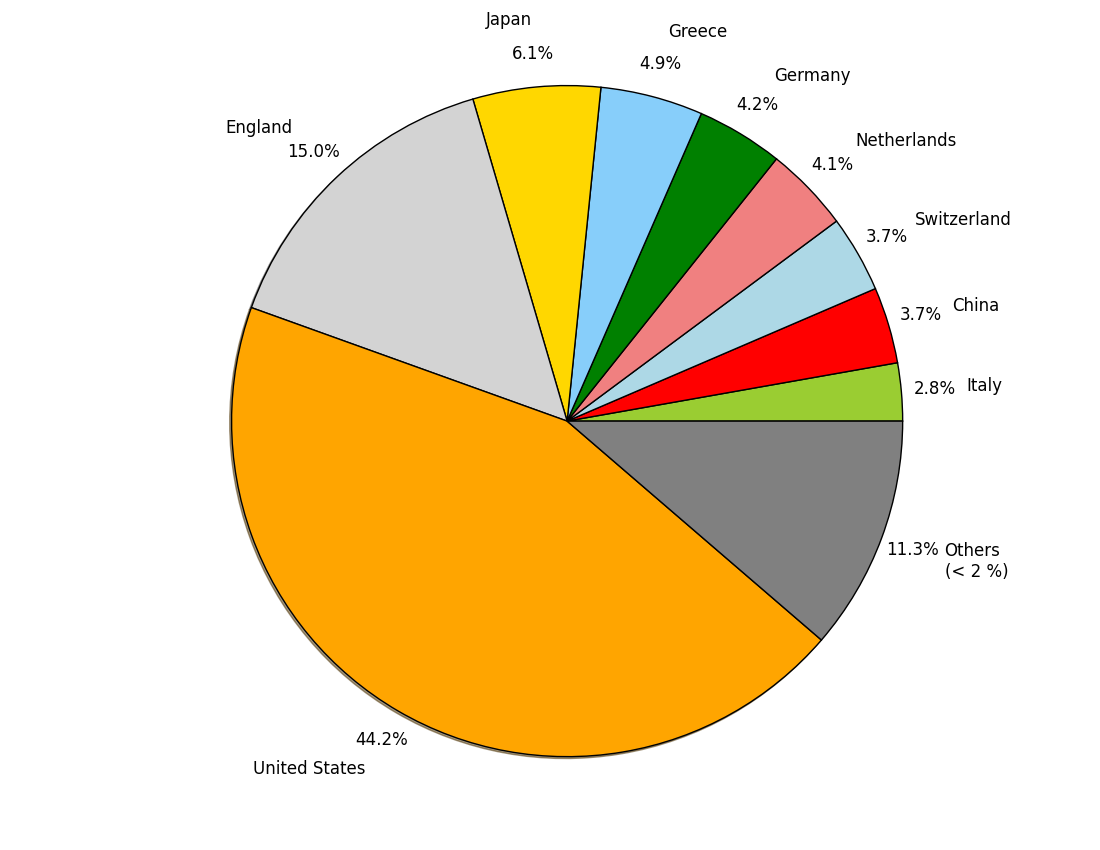 Japan
6.1%
Greece
4.9%
Germany
4.2%
Netherlands
4.1%
Switzerland
3.7%
China
3.7%
Italy
2.8%
Others
(< 2 %)
11.3%
United States
44.2%
England
15.0%